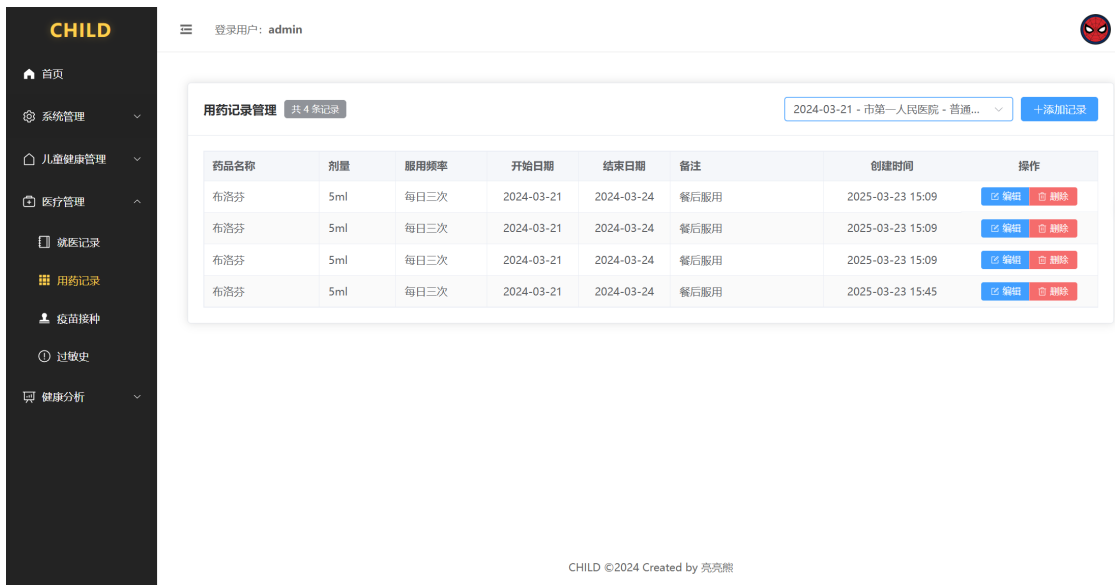 CHILD
登录用户：admin
首页
系统管理
儿童健康管理
医疗管理
就医记录
用药记录
疫苗接种
过敏史
健康分析
用药记录管理 共 4 条记录 2024-03-21 - 市第一人民医院 - 普通... +添加记录
药品名称 剂量 服用频率 开始日期 结束日期 备注 创建时间 操作
布洛芬 5ml 每日三次 2024-03-21 2024-03-24 餐后服用 2025-03-23 15:09 编辑 删除
布洛芬 5ml 每日三次 2024-03-21 2024-03-24 餐后服用 2025-03-23 15:09 编辑 删除
布洛芬 5ml 每日三次 2024-03-21 2024-03-24 餐后服用 2025-03-23 15:09 编辑 删除
布洛芬 5ml 每日三次 2024-03-21 2024-03-24 餐后服用 2025-03-23 15:45 编辑 删除
CHILD ©2024 Created by 亮亮熊